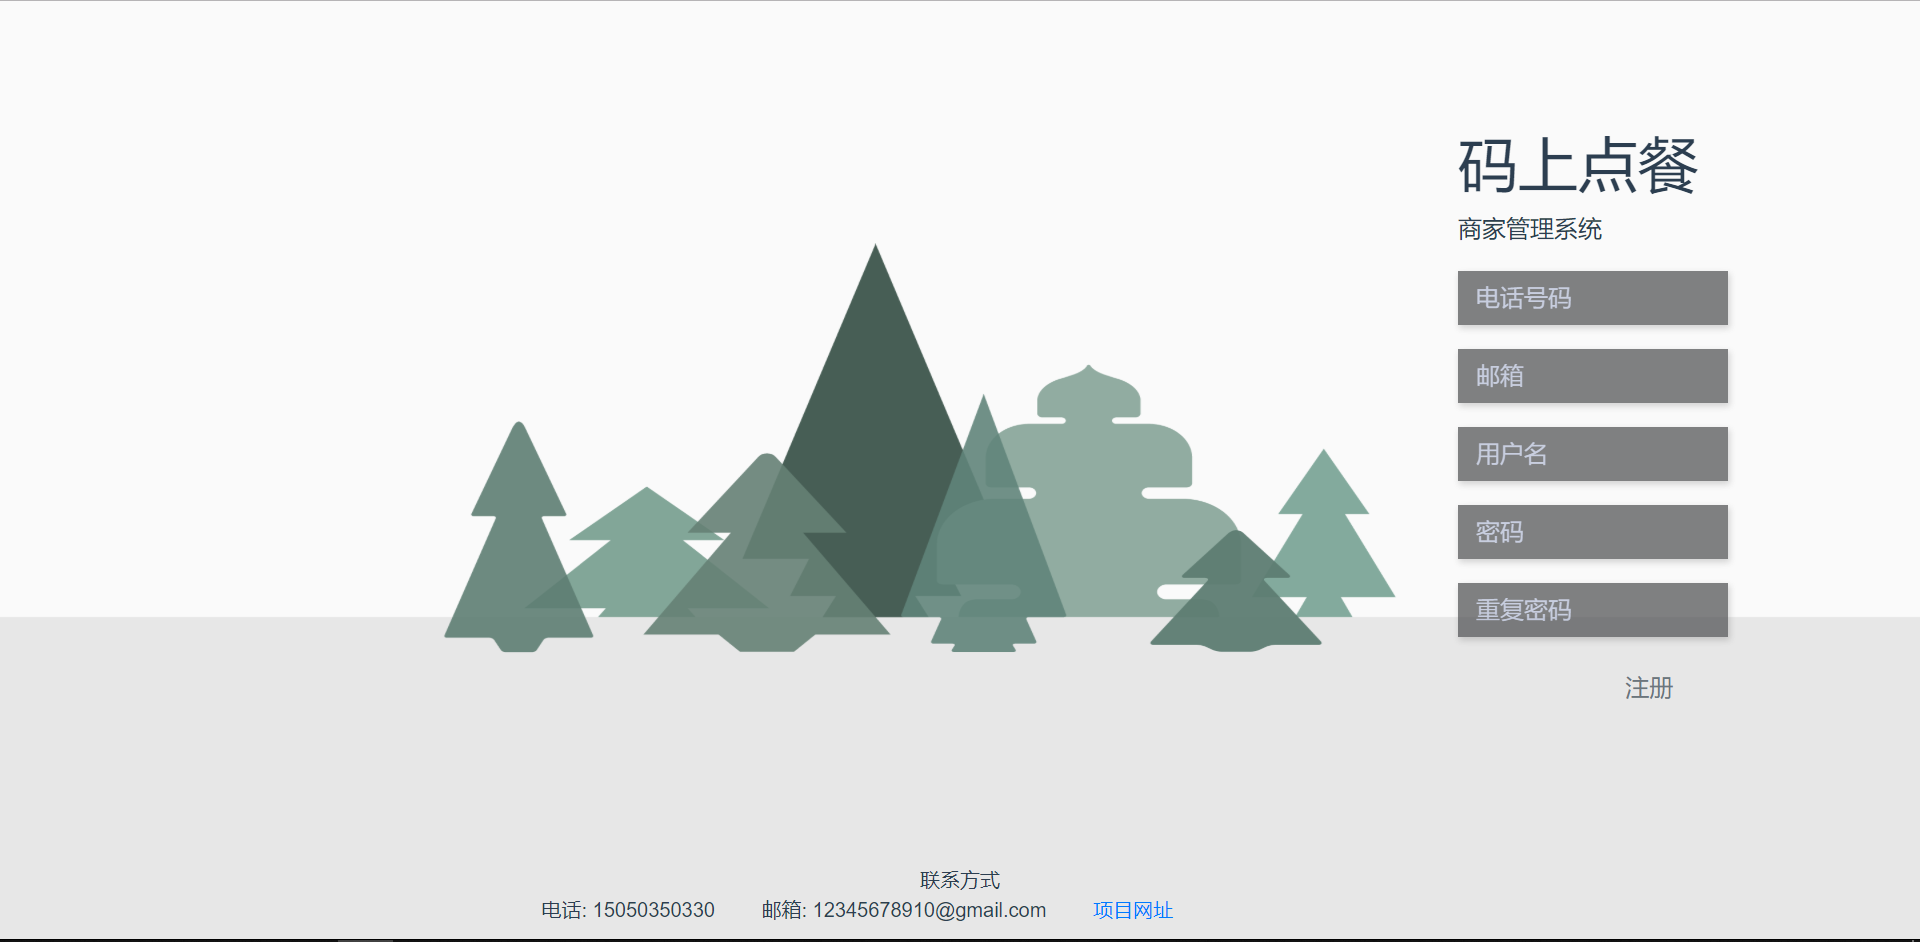 码上点餐
商家管理系统
电话号码
邮箱
用户名
密码
重复密码
注册
联系方式
电话: 15050350330 邮箱: 12345678910@gmail.com 项目网址